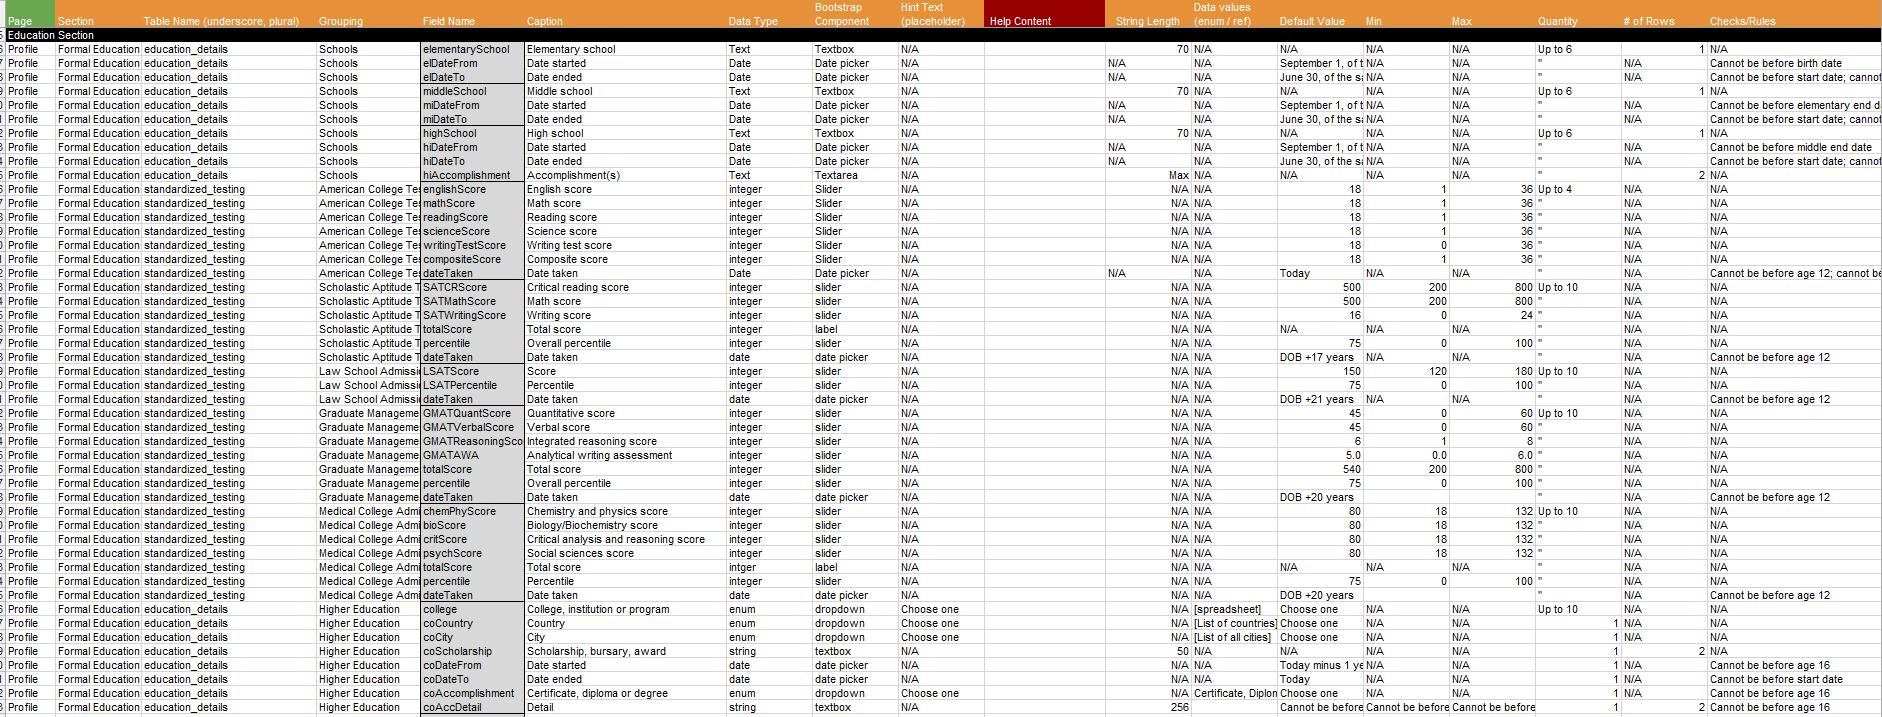 Page Section Table Name (underscore, plural) Grouping Field Name Caption Data Type Bootstrap Component Hint Text (placeholder) Help Content String Length Data values (enum / ref) Default Value Min Max Quantity # of Rows Checks/Rules
Education Section
Profile Formal Education education_details Schools elementarySchool Elementary school Text Textbox N/A 70 N/A N/A N/A N/A Up to 6 1 N/A
Profile Formal Education education_details Schools elDateFrom Date started Date Date picker N/A N/A N/A September 1, of t N/A N/A " N/A Cannot be before birth date
Profile Formal Education education_details Schools elDateTo Date ended Date Date picker N/A N/A N/A June 30, of the sa N/A N/A " N/A Cannot be before start date; cannot
Profile Formal Education education_details Schools middleSchool Middle school Text Textbox N/A 70 N/A N/A N/A N/A Up to 6 1 N/A
Profile Formal Education education_details Schools miDateFrom Date started Date Date picker N/A N/A N/A September 1, of t N/A N/A " N/A Cannot be before elementary end d
Profile Formal Education education_details Schools miDateTo Date ended Date Date picker N/A N/A N/A June 30, of the sa N/A N/A " N/A Cannot be before start date; cannot
Profile Formal Education education_details Schools highSchool High school Text Textbox N/A 70 N/A N/A N/A N/A Up to 6 1 N/A
Profile Formal Education education_details Schools hiDateFrom Date started Date Date picker N/A N/A N/A September 1, of t N/A N/A " N/A Cannot be before middle end date
Profile Formal Education education_details Schools hiDateTo Date ended Date Date picker N/A N/A N/A June 30, of the sa N/A N/A " N/A Cannot be before start date; cannot
Profile Formal Education education_details Schools hiAccomplishment Accomplishment(s) Text Textarea N/A Max N/A N/A N/A N/A " 2 N/A
Profile Formal Education standardized_testing American College Tes englishScore English score integer Slider N/A N/A N/A 18 1 36 Up to 4 N/A N/A
Profile Formal Education standardized_testing American College Tes mathScore Math score integer Slider N/A N/A N/A 18 1 36 " N/A N/A
Profile Formal Education standardized_testing American College Tes readingScore Reading score integer Slider N/A N/A N/A 18 1 36 " N/A N/A
Profile Formal Education standardized_testing American College Tes scienceScore Science score integer Slider N/A N/A N/A 18 1 36 " N/A N/A
Profile Formal Education standardized_testing American College Tes writingTestScore Writing test score integer Slider N/A N/A N/A 18 0 36 " N/A N/A
Profile Formal Education standardized_testing American College Tes compositeScore Composite score integer Slider N/A N/A N/A 18 1 36 " N/A N/A
Profile Formal Education standardized_testing American College Tes dateTaken Date taken Date Date picker N/A N/A N/A Today N/A N/A " N/A Cannot be before age 12; cannot be
Profile Formal Education standardized_testing Scholastic Aptitude T SATCRScore Critical reading score integer slider N/A N/A N/A 500 200 800 Up to 10 N/A N/A
Profile Formal Education standardized_testing Scholastic Aptitude T SATMathScore Math score integer slider N/A N/A N/A 500 200 800 " N/A N/A
Profile Formal Education standardized_testing Scholastic Aptitude T SATWritingScore Writing score integer slider N/A N/A N/A 16 0 24 " N/A N/A
Profile Formal Education standardized_testing Scholastic Aptitude T totalScore Total score integer label N/A N/A N/A N/A N/A N/A " N/A N/A
Profile Formal Education standardized_testing Scholastic Aptitude T percentile Overall percentile integer slider N/A N/A N/A 75 0 100 " N/A N/A
Profile Formal Education standardized_testing Scholastic Aptitude T dateTaken Date taken date date picker N/A N/A N/A DOB +17 years N/A N/A " N/A Cannot be before age 12
Profile Formal Education standardized_testing Law School Admissi LSATScore Score integer slider N/A N/A N/A 150 120 180 Up to 10 N/A N/A
Profile Formal Education standardized_testing Law School Admissi LSATPercentile Percentile integer slider N/A N/A N/A 75 0 100 " N/A N/A
Profile Formal Education standardized_testing Law School Admissi dateTaken Date taken date date picker N/A N/A N/A DOB +21 years N/A N/A " N/A Cannot be before age 12
Profile Formal Education standardized_testing Graduate Manageme GMATQuantScore Quantitative score integer slider N/A N/A N/A 45 0 60 Up to 10 N/A N/A
Profile Formal Education standardized_testing Graduate Manageme GMATVerbalScore Verbal score integer slider N/A N/A N/A 45 0 60 " N/A N/A
Profile Formal Education standardized_testing Graduate Manageme GMATReasoningSco Integrated reasoning score integer slider N/A N/A N/A 6 1 8 " N/A N/A
Profile Formal Education standardized_testing Graduate Manageme GMATAWA Analytical writing assessment integer slider N/A N/A N/A 5.0 0.0 6.0 " N/A N/A
Profile Formal Education standardized_testing Graduate Manageme totalScore Total score integer slider N/A N/A N/A 540 200 800 " N/A N/A
Profile Formal Education standardized_testing Graduate Manageme percentile Overall percentile integer slider N/A N/A N/A 75 0 100 " N/A N/A
Profile Formal Education standardized_testing Graduate Manageme dateTaken Date taken date date picker N/A N/A N/A DOB +20 years " N/A Cannot be before age 12
Profile Formal Education standardized_testing Medical College Admi chemPhyScore Chemistry and physics score integer slider N/A N/A N/A 80 18 132 Up to 10 N/A N/A
Profile Formal Education standardized_testing Medical College Admi bioScore Biology/Biochemistry score integer slider N/A N/A N/A 80 18 132 " N/A N/A
Profile Formal Education standardized_testing Medical College Admi critScore Critical analysis and reasoning score integer slider N/A N/A N/A 80 18 132 " N/A N/A
Profile Formal Education standardized_testing Medical College Admi psychScore Social sciences score integer slider N/A N/A N/A 80 18 132 " N/A N/A
Profile Formal Education standardized_testing Medical College Admi totalScore Total score intger label N/A N/A N/A N/A N/A N/A " N/A N/A
Profile Formal Education standardized_testing Medical College Admi percentile Percentile integer slider N/A N/A N/A 75 0 100 " N/A N/A
Profile Formal Education standardized_testing Medical College Admi dateTaken Date taken date date picker N/A N/A N/A DOB +20 years " N/A Cannot be before age 12
Profile Formal Education education_details Higher Education college College, institution or program enum dropdown Choose one N/A [spreadsheet] Choose one N/A N/A Up to 10 N/A N/A
Profile Formal Education education_details Higher Education coCountry Country enum dropdown Choose one N/A [List of countries] Choose one N/A N/A 1 N/A N/A
Profile Formal Education education_details Higher Education coCity City enum dropdown Choose one N/A [List of all cities] Choose one N/A N/A 1 N/A N/A
Profile Formal Education education_details Higher Education coScholarship Scholarship, bursary, award string textbox N/A 50 N/A N/A N/A N/A 1 2 N/A
Profile Formal Education education_details Higher Education coDateFrom Date started date date picker N/A N/A N/A Today minus 1 ye N/A N/A 1 N/A Cannot be before age 16
Profile Formal Education education_details Higher Education coDateTo Date ended date date picker N/A N/A N/A Today N/A N/A 1 N/A Cannot be before start date
Profile Formal Education education_details Higher Education coAccomplishment Certificate, diploma or degree enum dropdown Choose one N/A Certificate, Diplon Choose one N/A N/A 1 N/A Cannot be before age 16
Profile Formal Education education_details Higher Education coAccDetail Detail string textbox N/A 256 Cannot be before Cannot be before Cannot be before 1 2 Cannot be before age 16